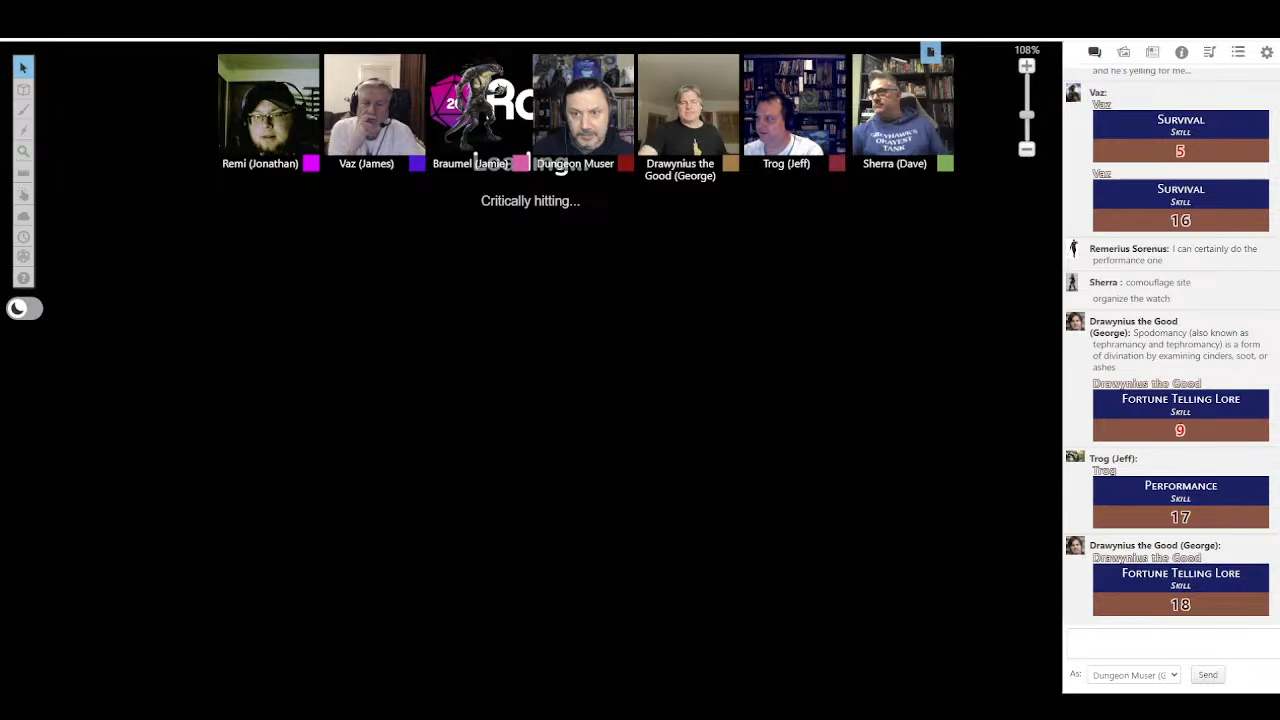 108%
20
Ro
Remi (Jonathan)
Vaz (James)
Braumel (Jamie)
Dungeon Muser
Drawynius the
Good (George)
Trog (Jeff)
Sherra (Dave)
GREYHAWK'S
OKAYEST
TANK
Critically hitting...
and he's yelling for me...
Vaz:
Vaz
SURVIVAL
SKILL
5
Vaz
SURVIVAL
SKILL
16
Remerius Sorenus: I can certainly do the
performance one
Sherra : comouflage site
organize the watch
Drawynius the Good
(George): Spodomancy (also known as
tephramancy and tephromancy) is a form
of divination by examining cinders, soot, or
ashes
Drawynius the Good
FORTUNE TELLING LORE
SKILL
9
Trog (Jeff):
Trog
PERFORMANCE
SKILL
17
Drawynius the Good (George):
Drawynius the Good
FORTUNE TELLING LORE
SKILL
18
As:
Dungeon Muser (G
Send